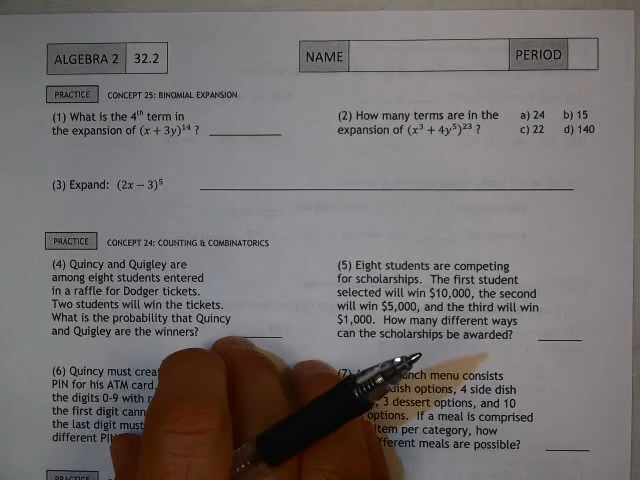 ALGEBRA 2 32.2 NAME PERIOD
PRACTICE CONCEPT 25: BINOMIAL EXPANSION
(1) What is the 4th term in
the expansion of (x + 3y)¹⁴ ?
(2) How many terms are in the
expansion of (x³ + 4y⁵)²³ ?
a) 24 b) 15
c) 22 d) 140
(3) Expand: (2x − 3)⁵
PRACTICE CONCEPT 24: COUNTING & COMBINATORICS
(4) Quincy and Quigley are
among eight students entered
in a raffle for Dodger tickets.
Two students will win the tickets.
What is the probability that Quincy
and Quigley are the winners?
(5) Eight students are competing
for scholarships. The first student
selected will win $10,000, the second
will win $5,000, and the third will win
$1,000. How many different ways
can the scholarships be awarded?
(6) Quincy must
PIN for his ATM card
the digits 0-9 with
the first digit
the last digit must
different
(7) menu consists
options, 4 side dish
3 dessert options, and 10
options. If a meal is comprised
item per category, how
meals are possible?